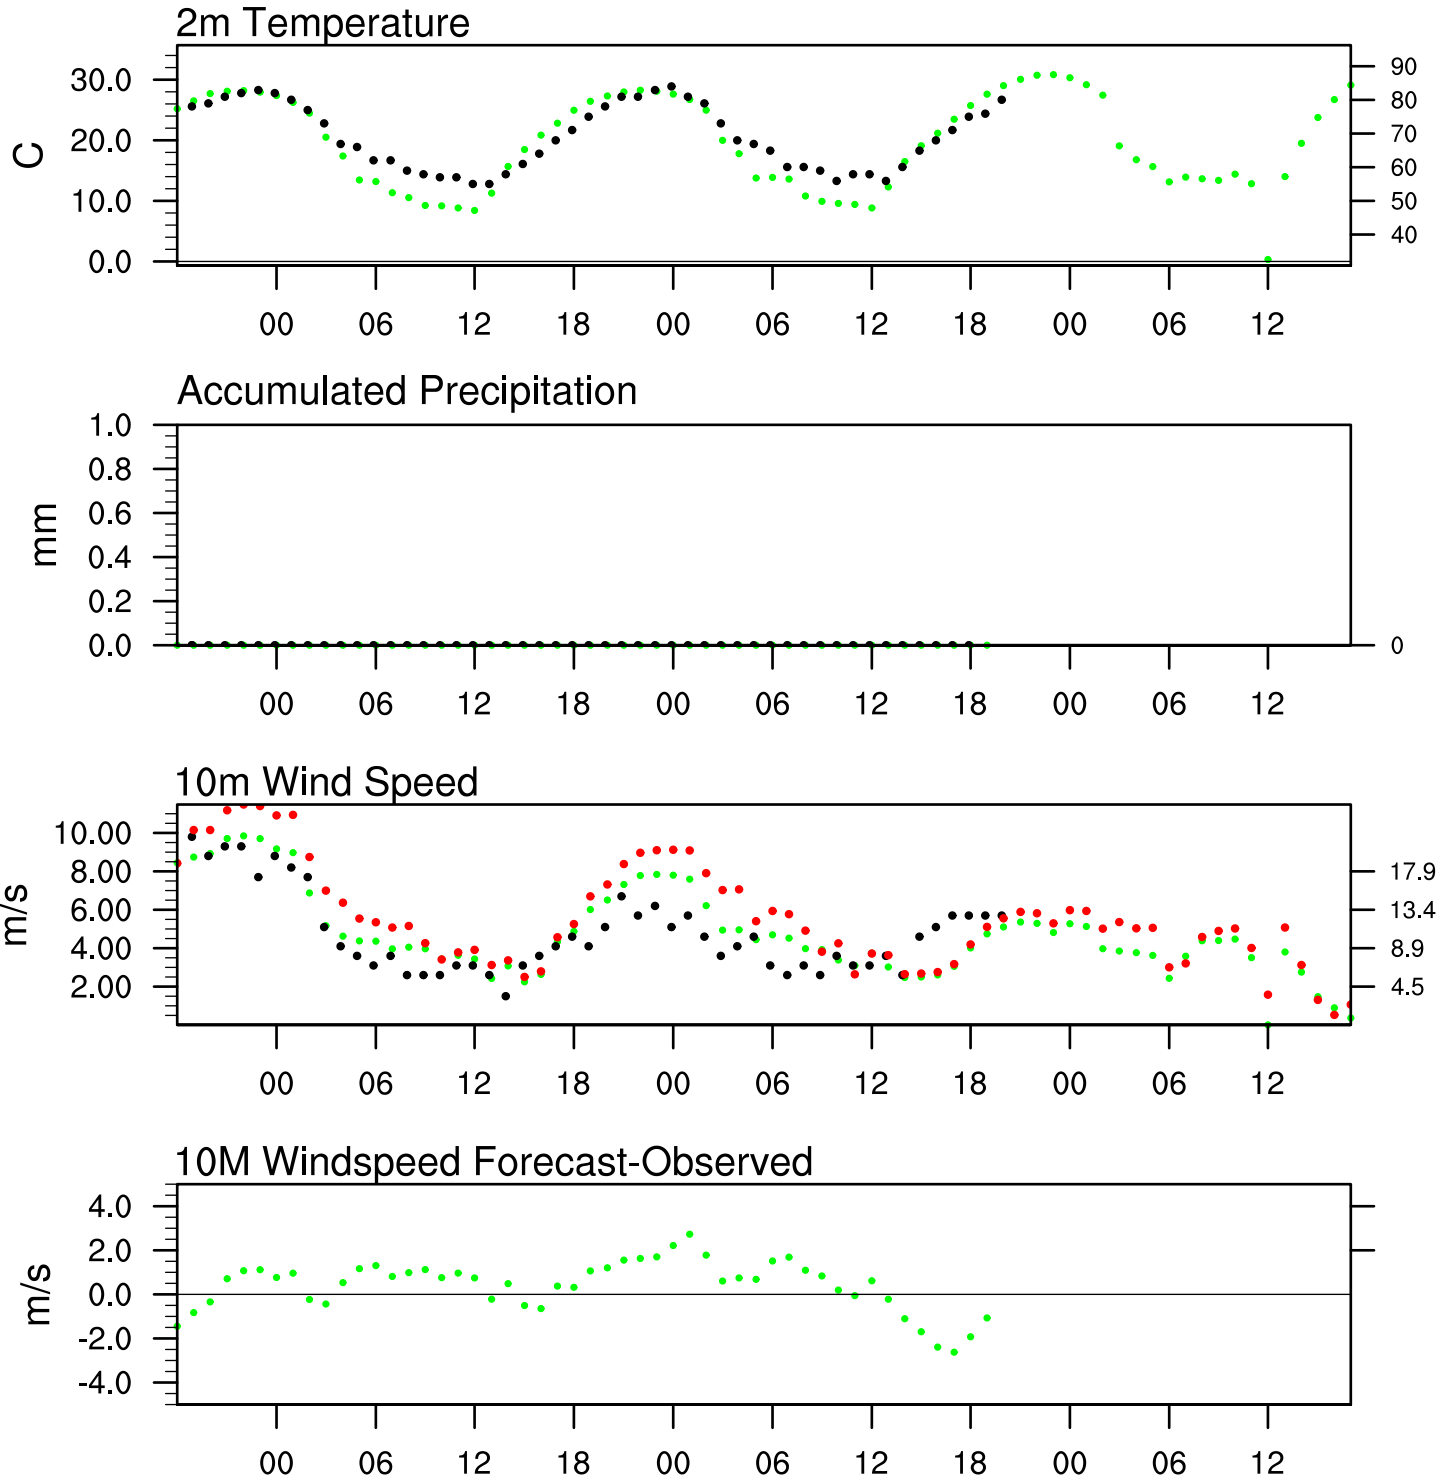 2m Temperature
30.0
20.0
10.0
0.0
C
90
80
70
60
50
40
00 06 12 18 00 06 12 18 00 06 12
Accumulated Precipitation
1.0
0.8
0.6
0.4
0.2
0.0
mm
0
00 06 12 18 00 06 12 18 00 06 12
10m Wind Speed
10.00
8.00
6.00
4.00
2.00
m/s
17.9
13.4
8.9
4.5
00 06 12 18 00 06 12 18 00 06 12
10M Windspeed Forecast-Observed
4.0
2.0
0.0
-2.0
-4.0
m/s
00 06 12 18 00 06 12 18 00 06 12